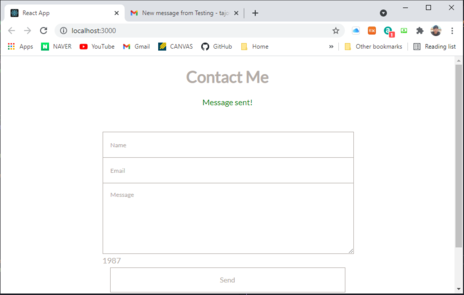 React App
New message from Testing - taje
localhost:3000
Apps
NAVER
YouTube
Gmail
CANVAS
GitHub
Home
»
Other bookmarks
Reading list
Contact Me
Message sent!
Name
Email
Message
1987
Send